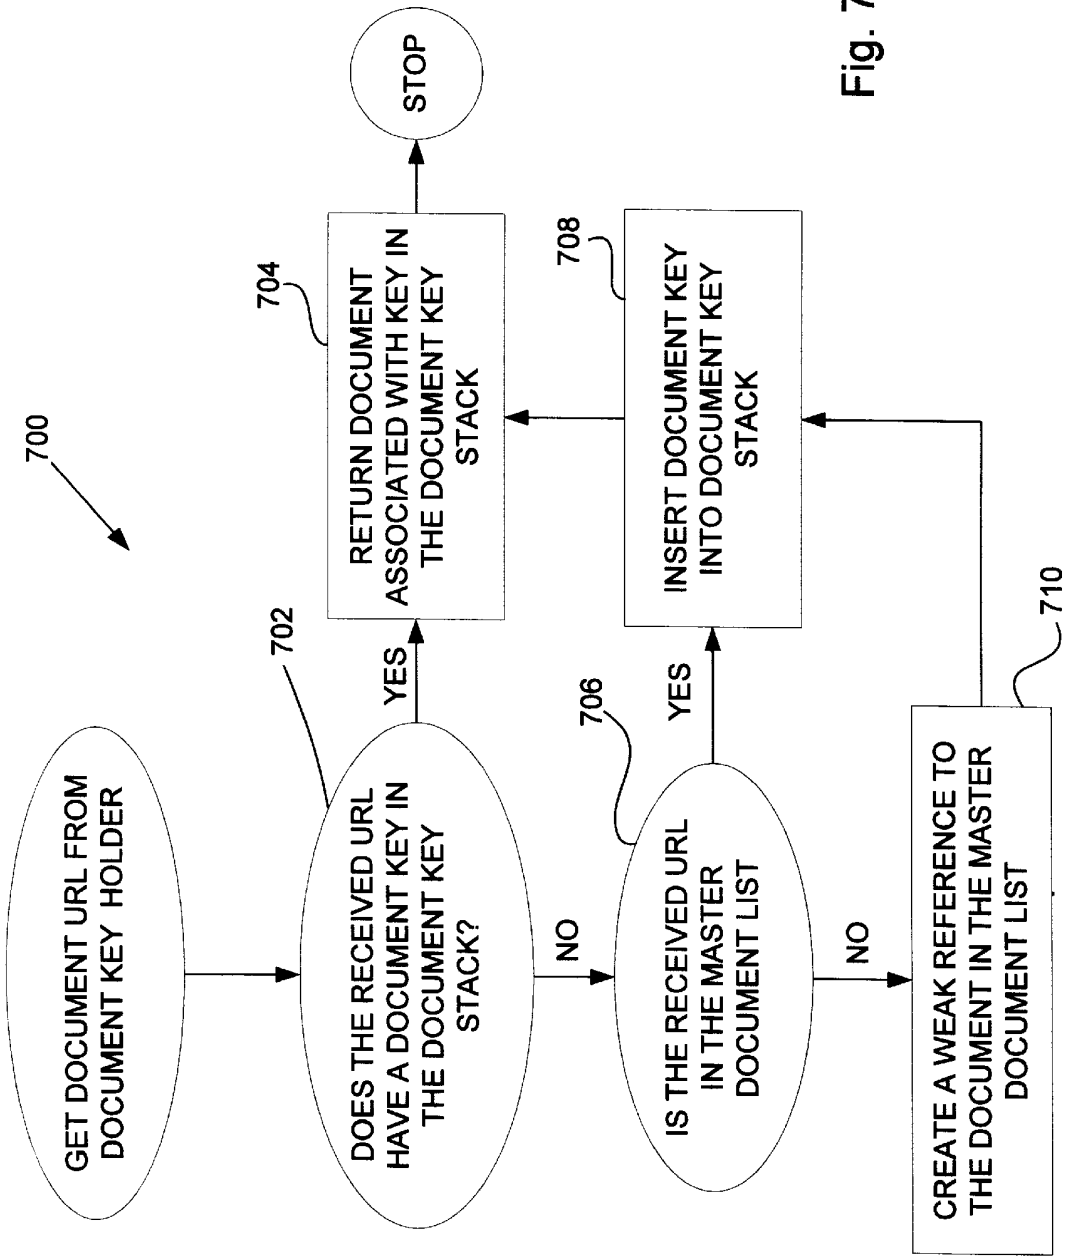 700
GET DOCUMENT URL FROM
DOCUMENT KEY HOLDER
702
DOES THE RECEIVED URL
HAVE A DOCUMENT KEY IN
THE DOCUMENT KEY
STACK?
YES
704
RETURN DOCUMENT
ASSOCIATED WITH KEY IN
THE DOCUMENT KEY
STACK
STOP
NO
706
IS THE RECEIVED URL
IN THE MASTER
DOCUMENT LIST
YES
708
INSERT DOCUMENT KEY
INTO DOCUMENT KEY
STACK
NO
710
CREATE A WEAK REFERENCE TO
THE DOCUMENT IN THE MASTER
DOCUMENT LIST
Fig. 7